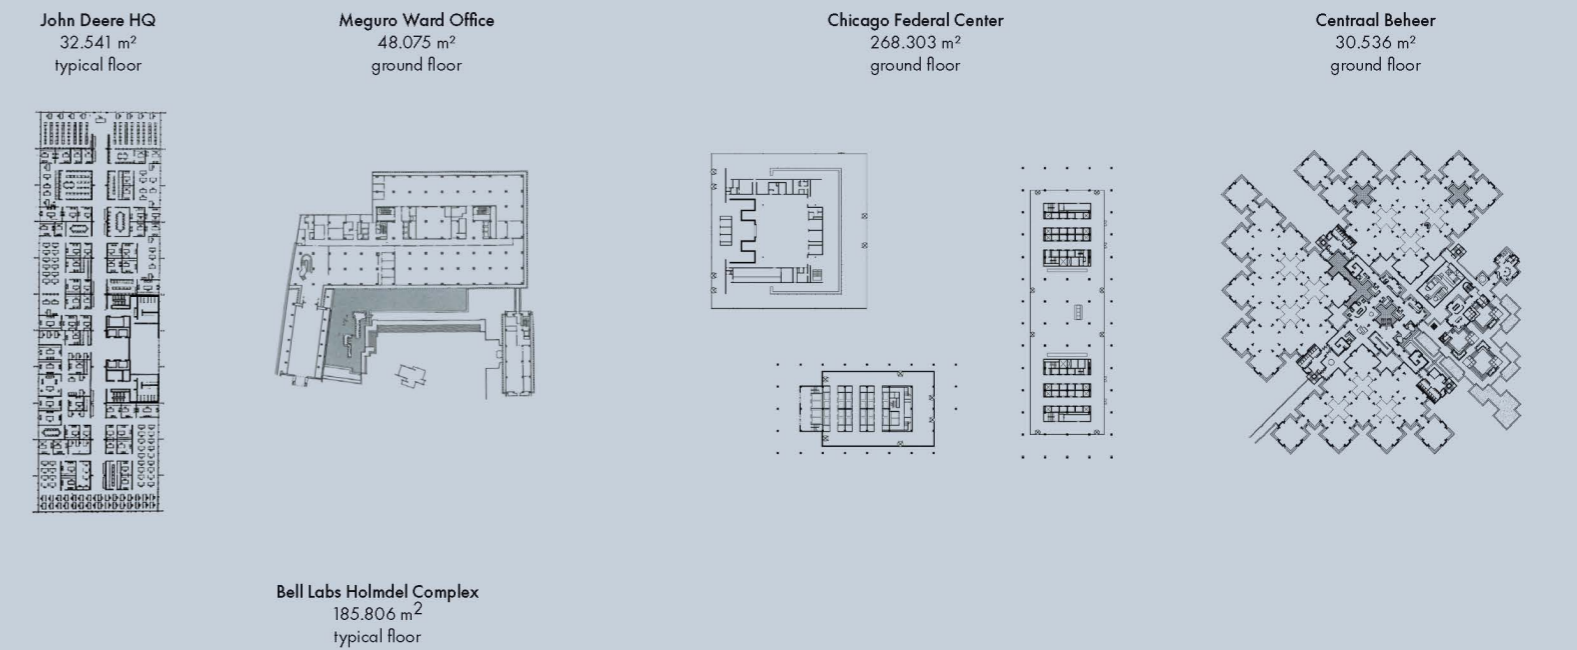 John Deere HQ
32.541 m²
typical floor
Meguro Ward Office
48.075 m²
ground floor
Chicago Federal Center
268.303 m²
ground floor
Centraal Beheer
30.536 m²
ground floor
Bell Labs Holmdel Complex
185.806 m²
typical floor